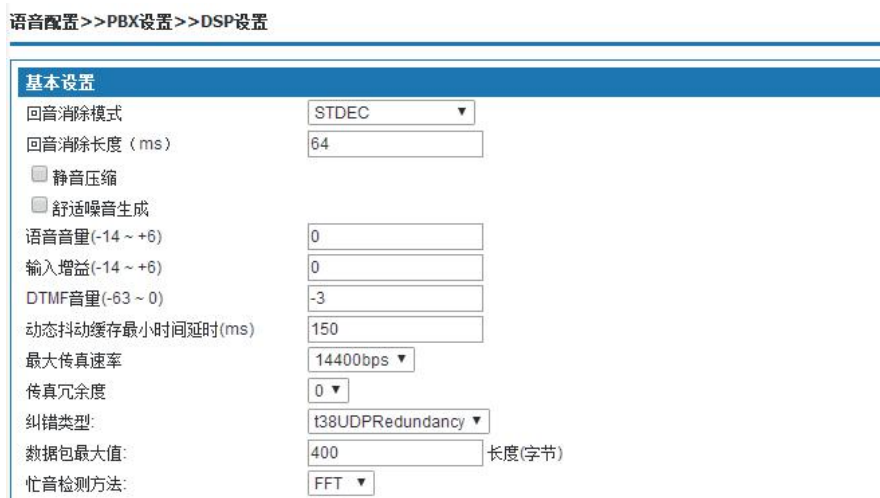 语音配置>>PBX设置>>DSP设置
基本设置
回音消除模式 STDEC
回音消除长度（ms） 64
静音压缩
舒适噪音生成
语音音量(-14 ~ +6) 0
输入增益(-14 ~ +6) 0
DTMF音量(-63 ~ 0) -3
动态抖动缓存最小时间延时(ms) 150
最大传真速率 14400bps
传真冗余度 0
纠错类型: t38UDPRedundancy
数据包最大值: 400 长度(字节)
忙音检测方法: FFT